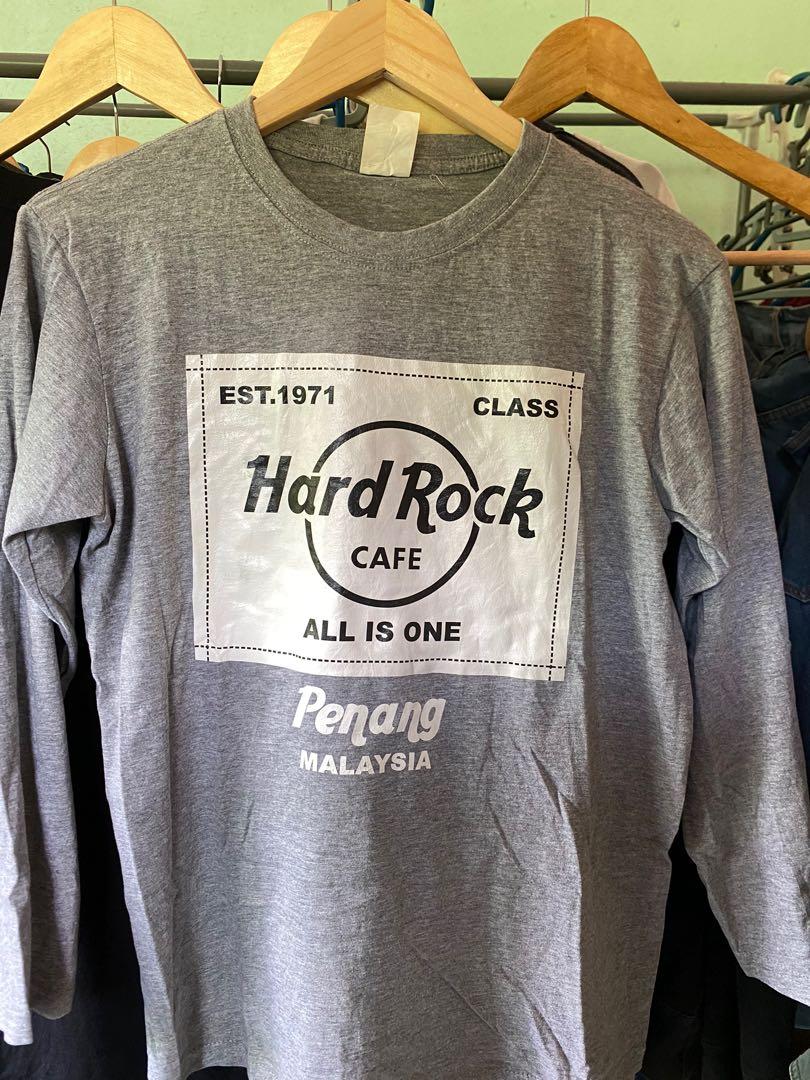 EST.1971
CLASS
Hard Rock
CAFE
ALL IS ONE
Penang
MALAYSIA